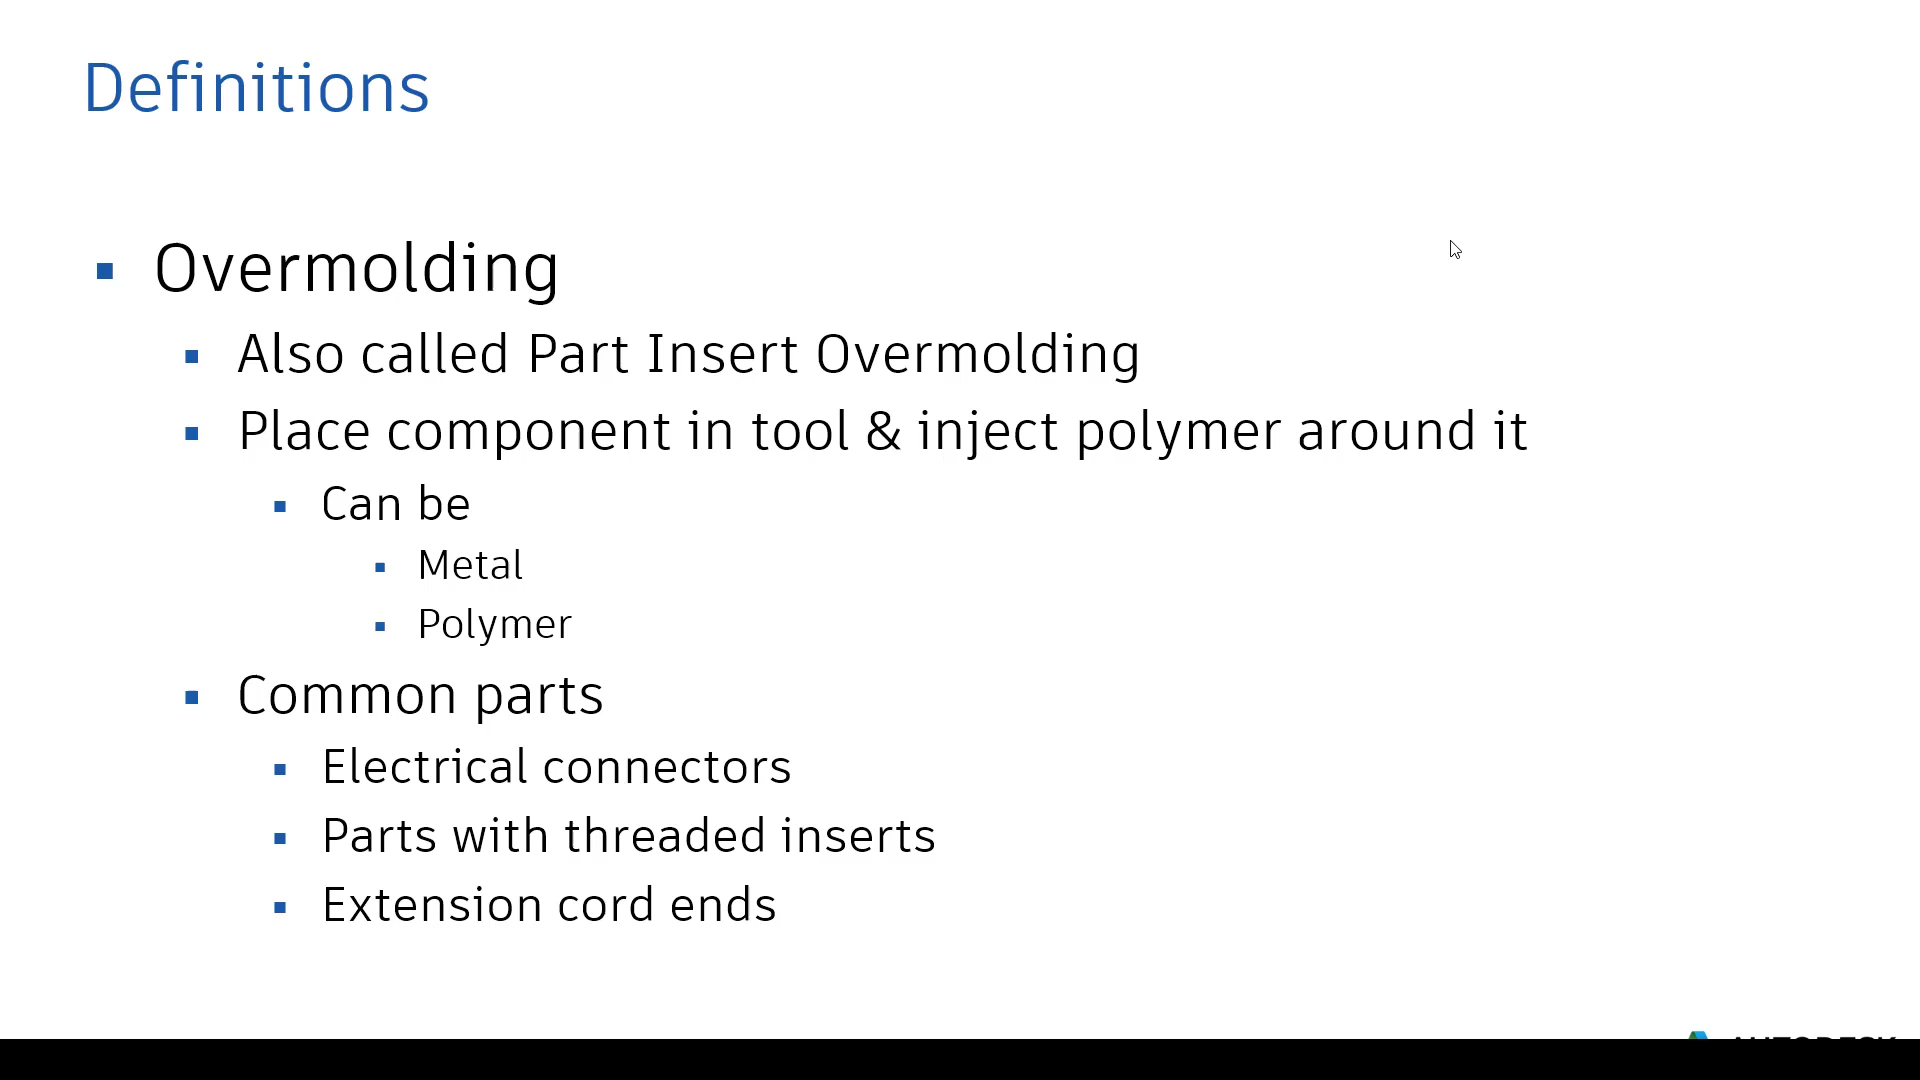 Definitions
Overmolding
Also called Part Insert Overmolding
Place component in tool & inject polymer around it
Can be
Metal
Polymer
Common parts
Electrical connectors
Parts with threaded inserts
Extension cord ends
AUTODESK